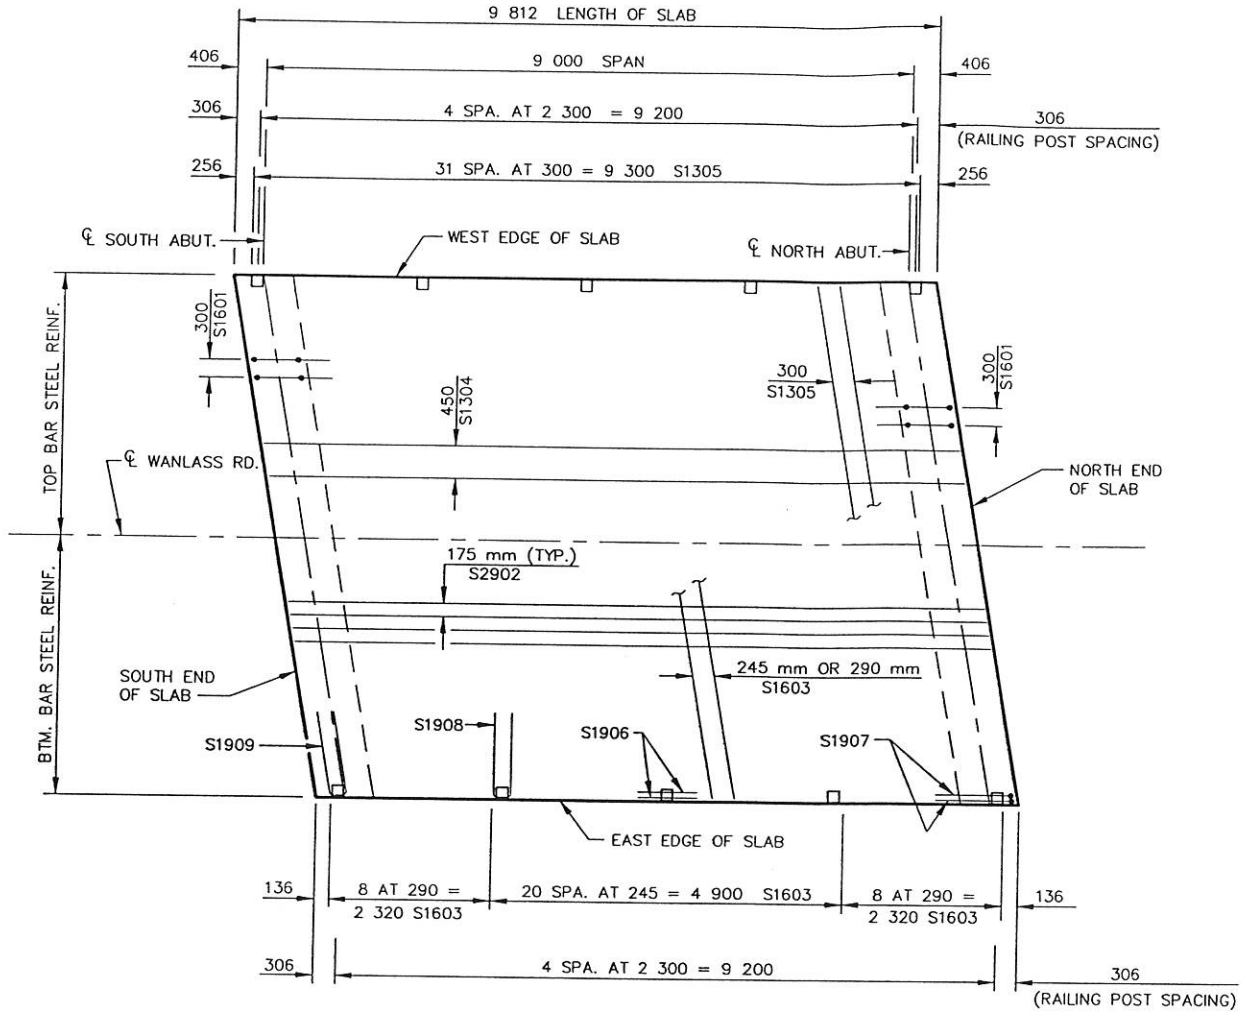 9 812 LENGTH OF SLAB
406
9 000 SPAN
406
306
4 SPA. AT 2 300 = 9 200
306
(RAILING POST SPACING)
256
31 SPA. AT 300 = 9 300 S1305
256
℄ SOUTH ABUT.
WEST EDGE OF SLAB
℄ NORTH ABUT.
TOP BAR STEEL REINF.
300
S1601
450
S1304
300
S1305
300
S1601
℄ WANLASS RD.
NORTH END
OF SLAB
175 mm (TYP.)
S2902
BTM. BAR STEEL REINF.
SOUTH END
OF SLAB
245 mm OR 290 mm
S1603
S1909
S1908
S1906
S1907
EAST EDGE OF SLAB
136
8 AT 290 =
2 320 S1603
20 SPA. AT 245 = 4 900 S1603
8 AT 290 =
2 320 S1603
136
306
4 SPA. AT 2 300 = 9 200
306
(RAILING POST SPACING)